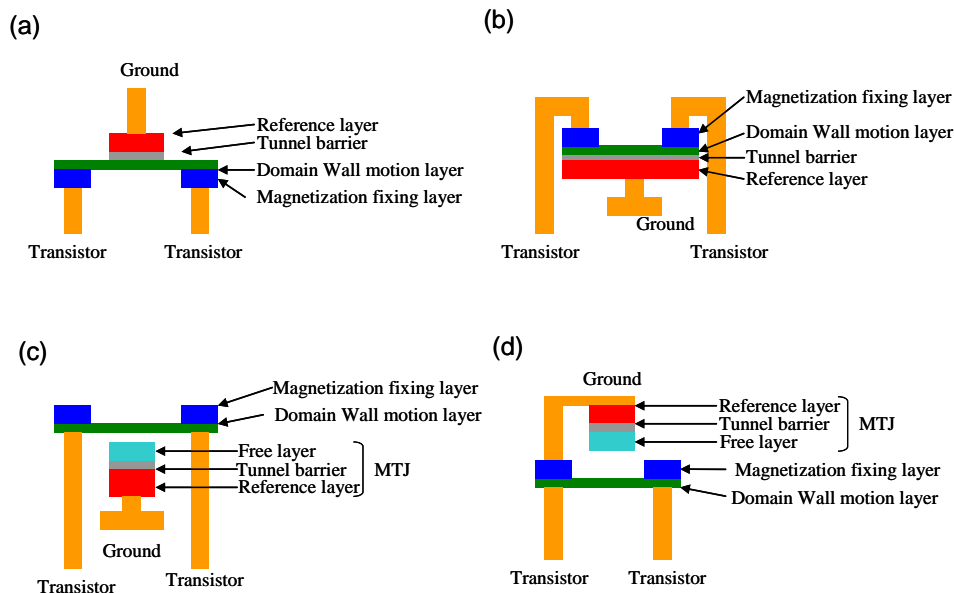 (a)
Ground
Reference layer
Tunnel barrier
Domain Wall motion layer
Magnetization fixing layer
Transistor Transistor
(b)
Magnetization fixing layer
Domain Wall motion layer
Tunnel barrier
Reference layer
Ground
Transistor Transistor
(c)
Magnetization fixing layer
Domain Wall motion layer
Free layer
Tunnel barrier MTJ
Reference layer
Ground
Transistor Transistor
(d)
Ground
Reference layer
Tunnel barrier MTJ
Free layer
Magnetization fixing layer
Domain Wall motion layer
Transistor Transistor